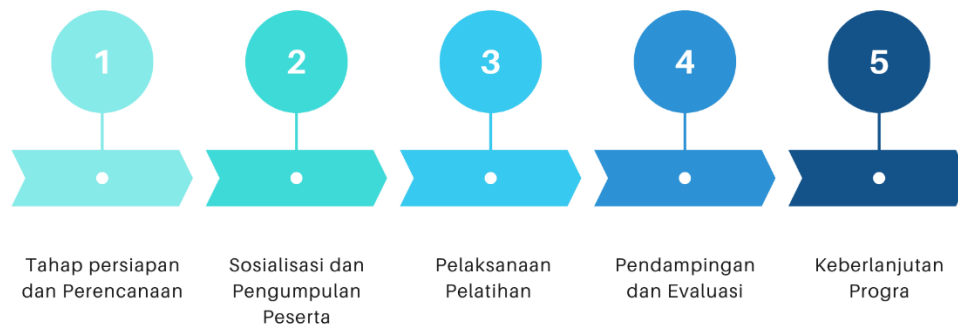 1
2
3
4
5
Tahap persiapan
dan Perencanaan
Sosialisasi dan
Pengumpulan
Peserta
Pelaksanaan
Pelatihan
Pendampingan
dan Evaluasi
Keberlanjutan
Progra